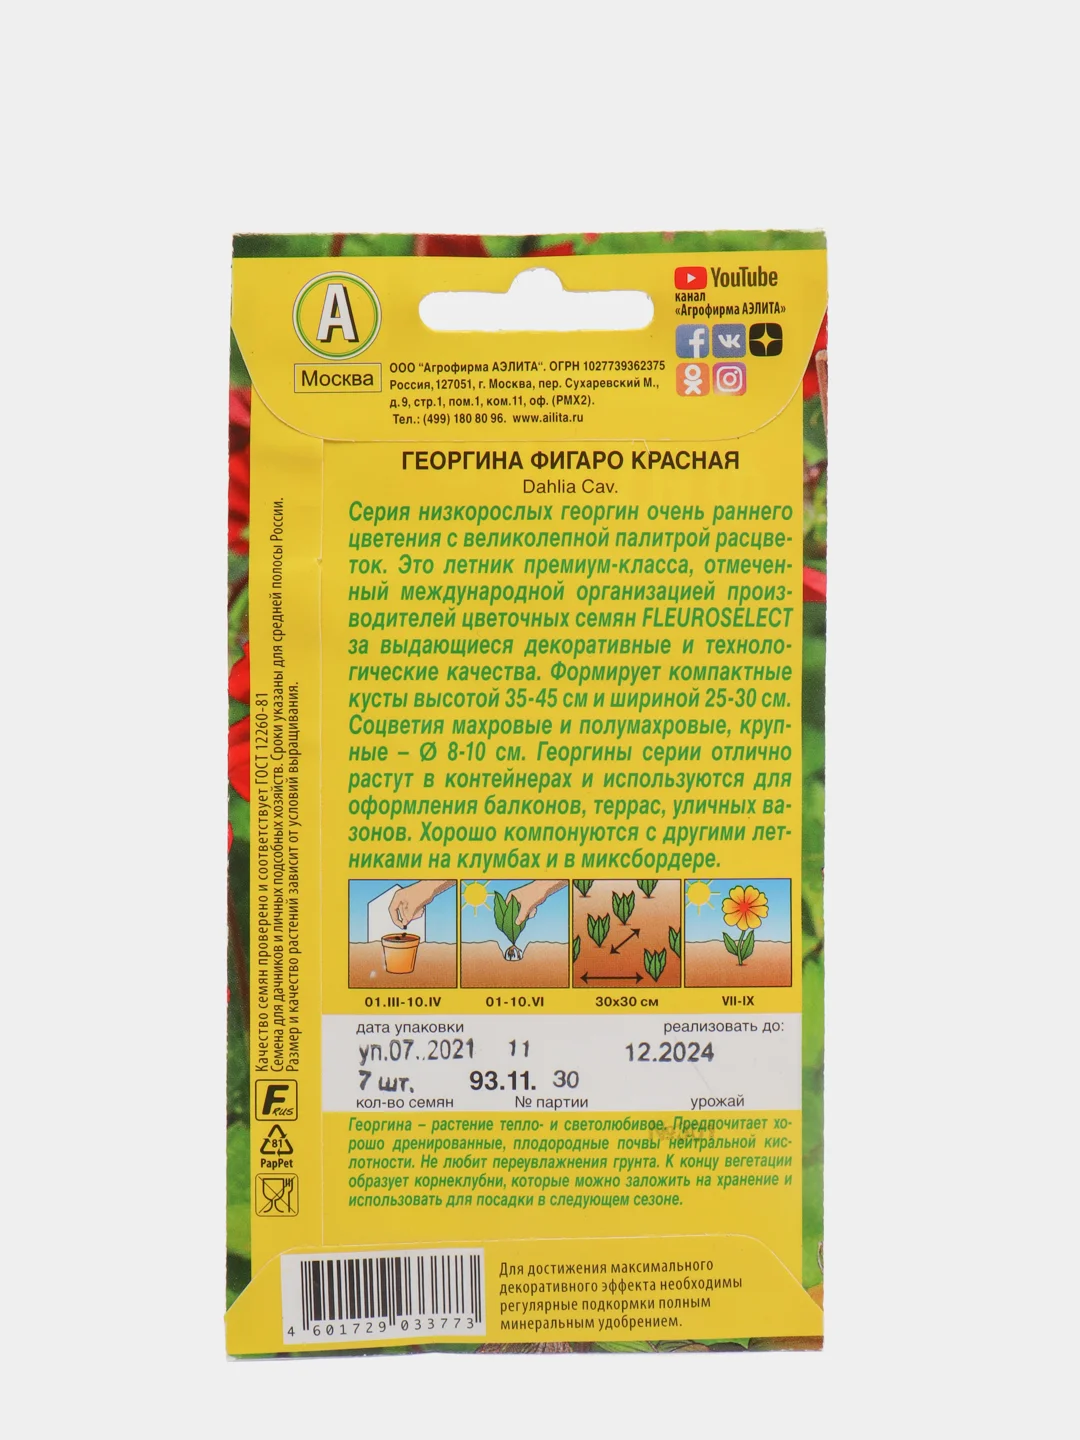 А
Москва
YouTube
канал
«Агрофирма АЭЛИТА»
ООО "Агрофирма АЭЛИТА". ОГРН 1027739362375
Россия, 127051, г. Москва, пер. Сухаревский М.,
д.9, стр.1, пом.1, ком.11, оф. (РМХ2).
Тел.: (499) 180 80 96. www.ailita.ru
ГЕОРГИНА ФИГАРО КРАСНАЯ
Dahlia Cav.
Серия низкорослых георгин очень раннего
цветения с великолепной палитрой расцве-
ток. Это летник премиум-класса, отмечен-
ный международной организацией произ-
водителей цветочных семян FLEUROSELECT
за выдающиеся декоративные и техноло-
гические качества. Формирует компактные
кусты высотой 35-45 см и шириной 25-30 см.
Соцветия махровые и полумахровые, круп-
ные – Ø 8-10 см. Георгины серии отлично
растут в контейнерах и используются для
оформления балконов, террас, уличных ва-
зонов. Хорошо компонуются с другими лет-
никами на клумбах и в миксбордере.
01.III-10.IV
01-10.VI
30х30 см
VII-IX
дата упаковки
реализовать до:
уп.07..2021 11
12.2024
7 шт.
93.11. 30
кол-во семян
№ партии
урожай
Георгина – растение тепло- и светолюбивое. Предпочитает хо-
рошо дренированные, плодородные почвы нейтральной кис-
лотности. Не любит переувлажнения грунта. К концу вегетации
образует корнеклубни, которые можно заложить на хранение и
использовать для посадки в следующем сезоне.
Качество семян проверено и соответствует ГОСТ 12260-81
Семена для дачников и личных подсобных хозяйств. Сроки указаны для средней полосы России.
Размер и качество растений зависит от условий выращивания.
F RUS
81
PapPet
4 601729 033773
Для достижения максимального
декоративного эффекта необходимы
регулярные подкормки полным
минеральным удобрением.